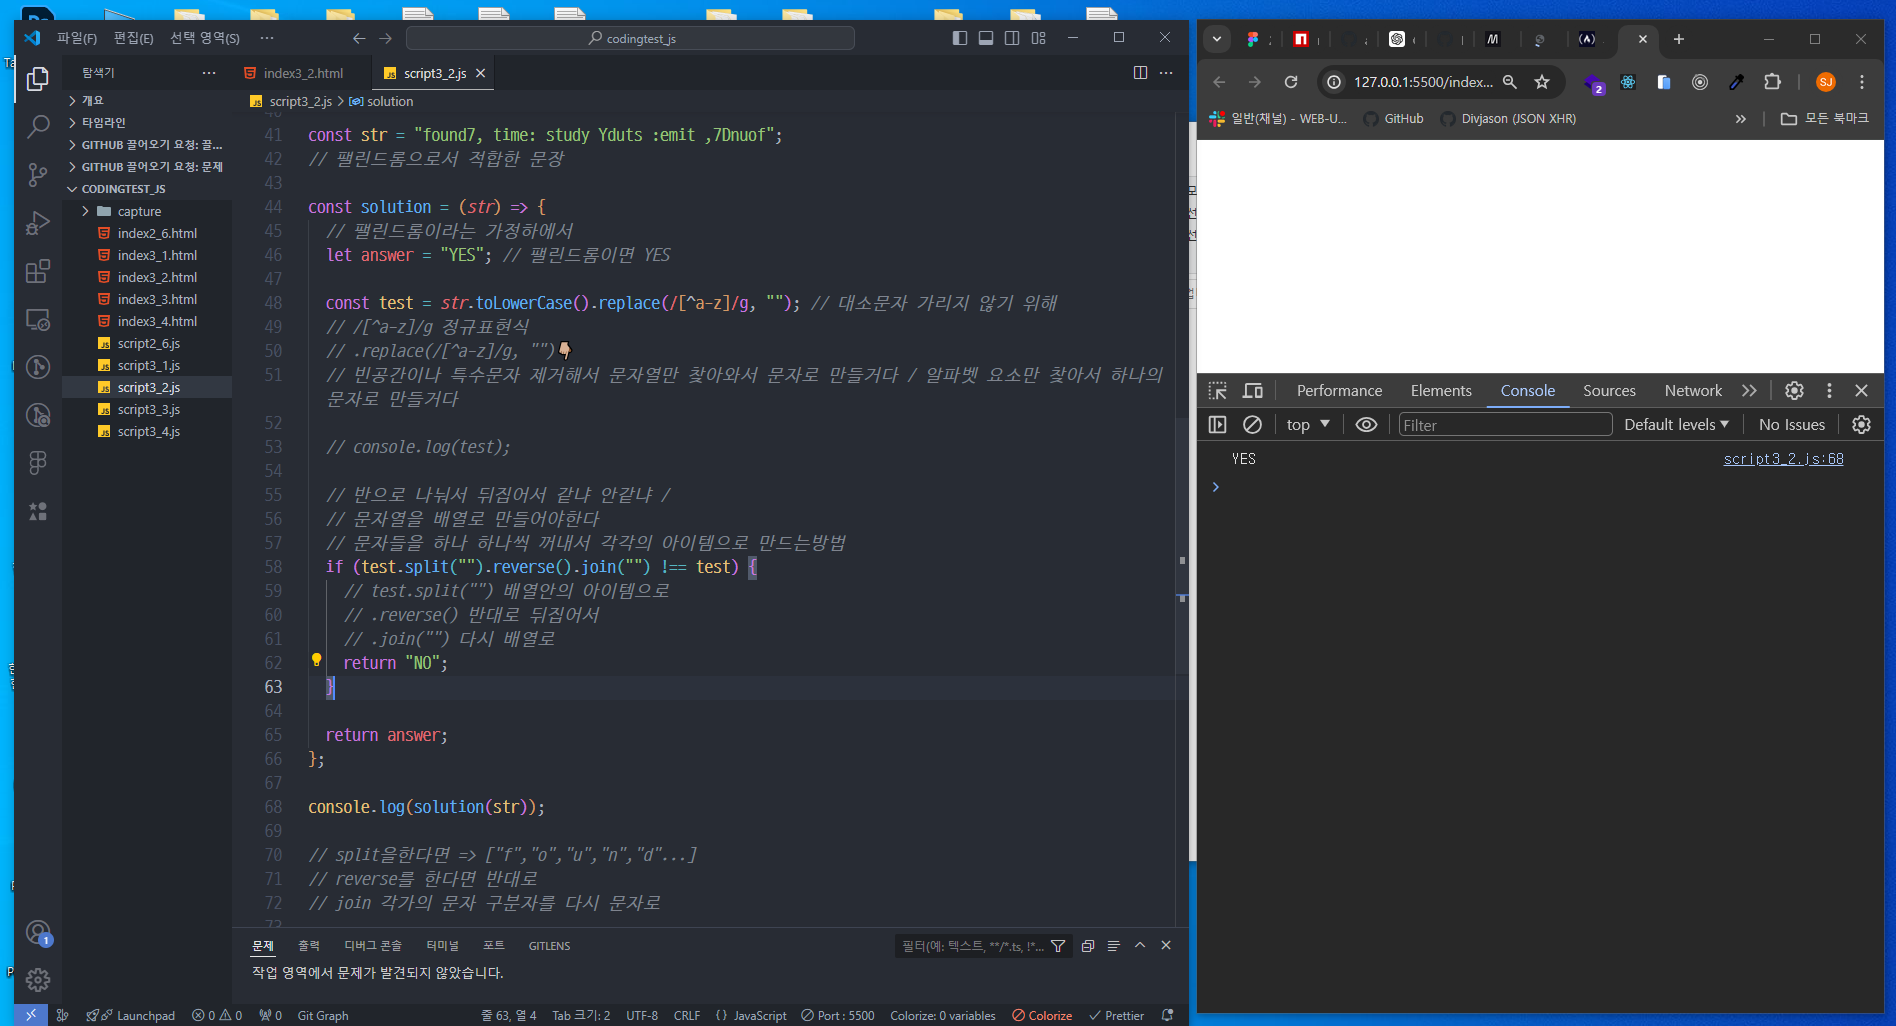 파일(F) 편집(E) 선택 영역(S) ···
codingtest_js
탐색기 ···
개요
타임라인
GITHUB 끌어오기 요청: 끌...
GITHUB 끌어오기 요청: 문제
CODINGTEST_JS
capture
index2_6.html
index3_1.html
index3_2.html
index3_3.html
index3_4.html
script2_6.js
script3_1.js
script3_2.js
script3_3.js
script3_4.js
index3_2.html script3_2.js
script3_2.js > solution
41 const str = "found7, time: study Yduts :emit ,7Dnuof";
42 // 팰린드롬으로서 적합한 문장
43
44 const solution = (str) => {
45 // 팰린드롬이라는 가정하에서
46 let answer = "YES"; // 팰린드롬이면 YES
47
48 const test = str.toLowerCase().replace(/[^a-z]/g, ""); // 대소문자 가리지 않기 위해
49 // /[^a-z]/g 정규표현식
50 // .replace(/[^a-z]/g, "")👇🏽
51 // 빈공간이나 특수문자 제거해서 문자열만 찾아와서 문자로 만들거다 / 알파벳 요소만 찾아서 하나의
문자로 만들거다
52
53 // console.log(test);
54
55 // 반으로 나눠서 뒤집어서 같냐 안같냐 /
56 // 문자열을 배열로 만들어야한다
57 // 문자들을 하나 하나씩 꺼내서 각각의 아이템으로 만드는방법
58 if (test.split("").reverse().join("") !== test) {
59 // test.split("") 배열안의 아이템으로
60 // .reverse() 반대로 뒤집어서
61 // .join("") 다시 배열로
62 return "NO";
63 }
64
65 return answer;
66 };
67
68 console.log(solution(str));
69
70 // split을한다면 => ["f","o","u","n","d"...]
71 // reverse를 한다면 반대로
72 // join 각가의 문자 구분자를 다시 문자로
73
문제 출력 디버그 콘솔 터미널 포트 GITLENS
필터(예: 텍스트, **/*.ts, !*...
작업 영역에서 문제가 발견되지 않았습니다.
Launchpad 0 0 0 Git Graph 줄 63, 열 4 Tab 크기: 2 UTF-8 CRLF {} JavaScript Port : 5500 Colorize: 0 variables Colorize Prettier
127.0.0.1:5500/index...
2
SJ
일반(채널) - WEB-U... GitHub Divjason (JSON XHR) 모든 북마크
Performance Elements Console Sources Network
top Filter Default levels No Issues
YES script3_2.js:68